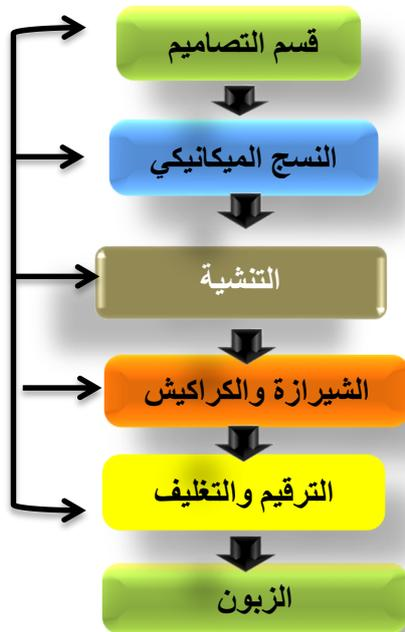 قسم التصاميم
النسج الميكانيكي
التنشية
الشيرازة والكراكيش
الترقيم والتغليف
الزبون